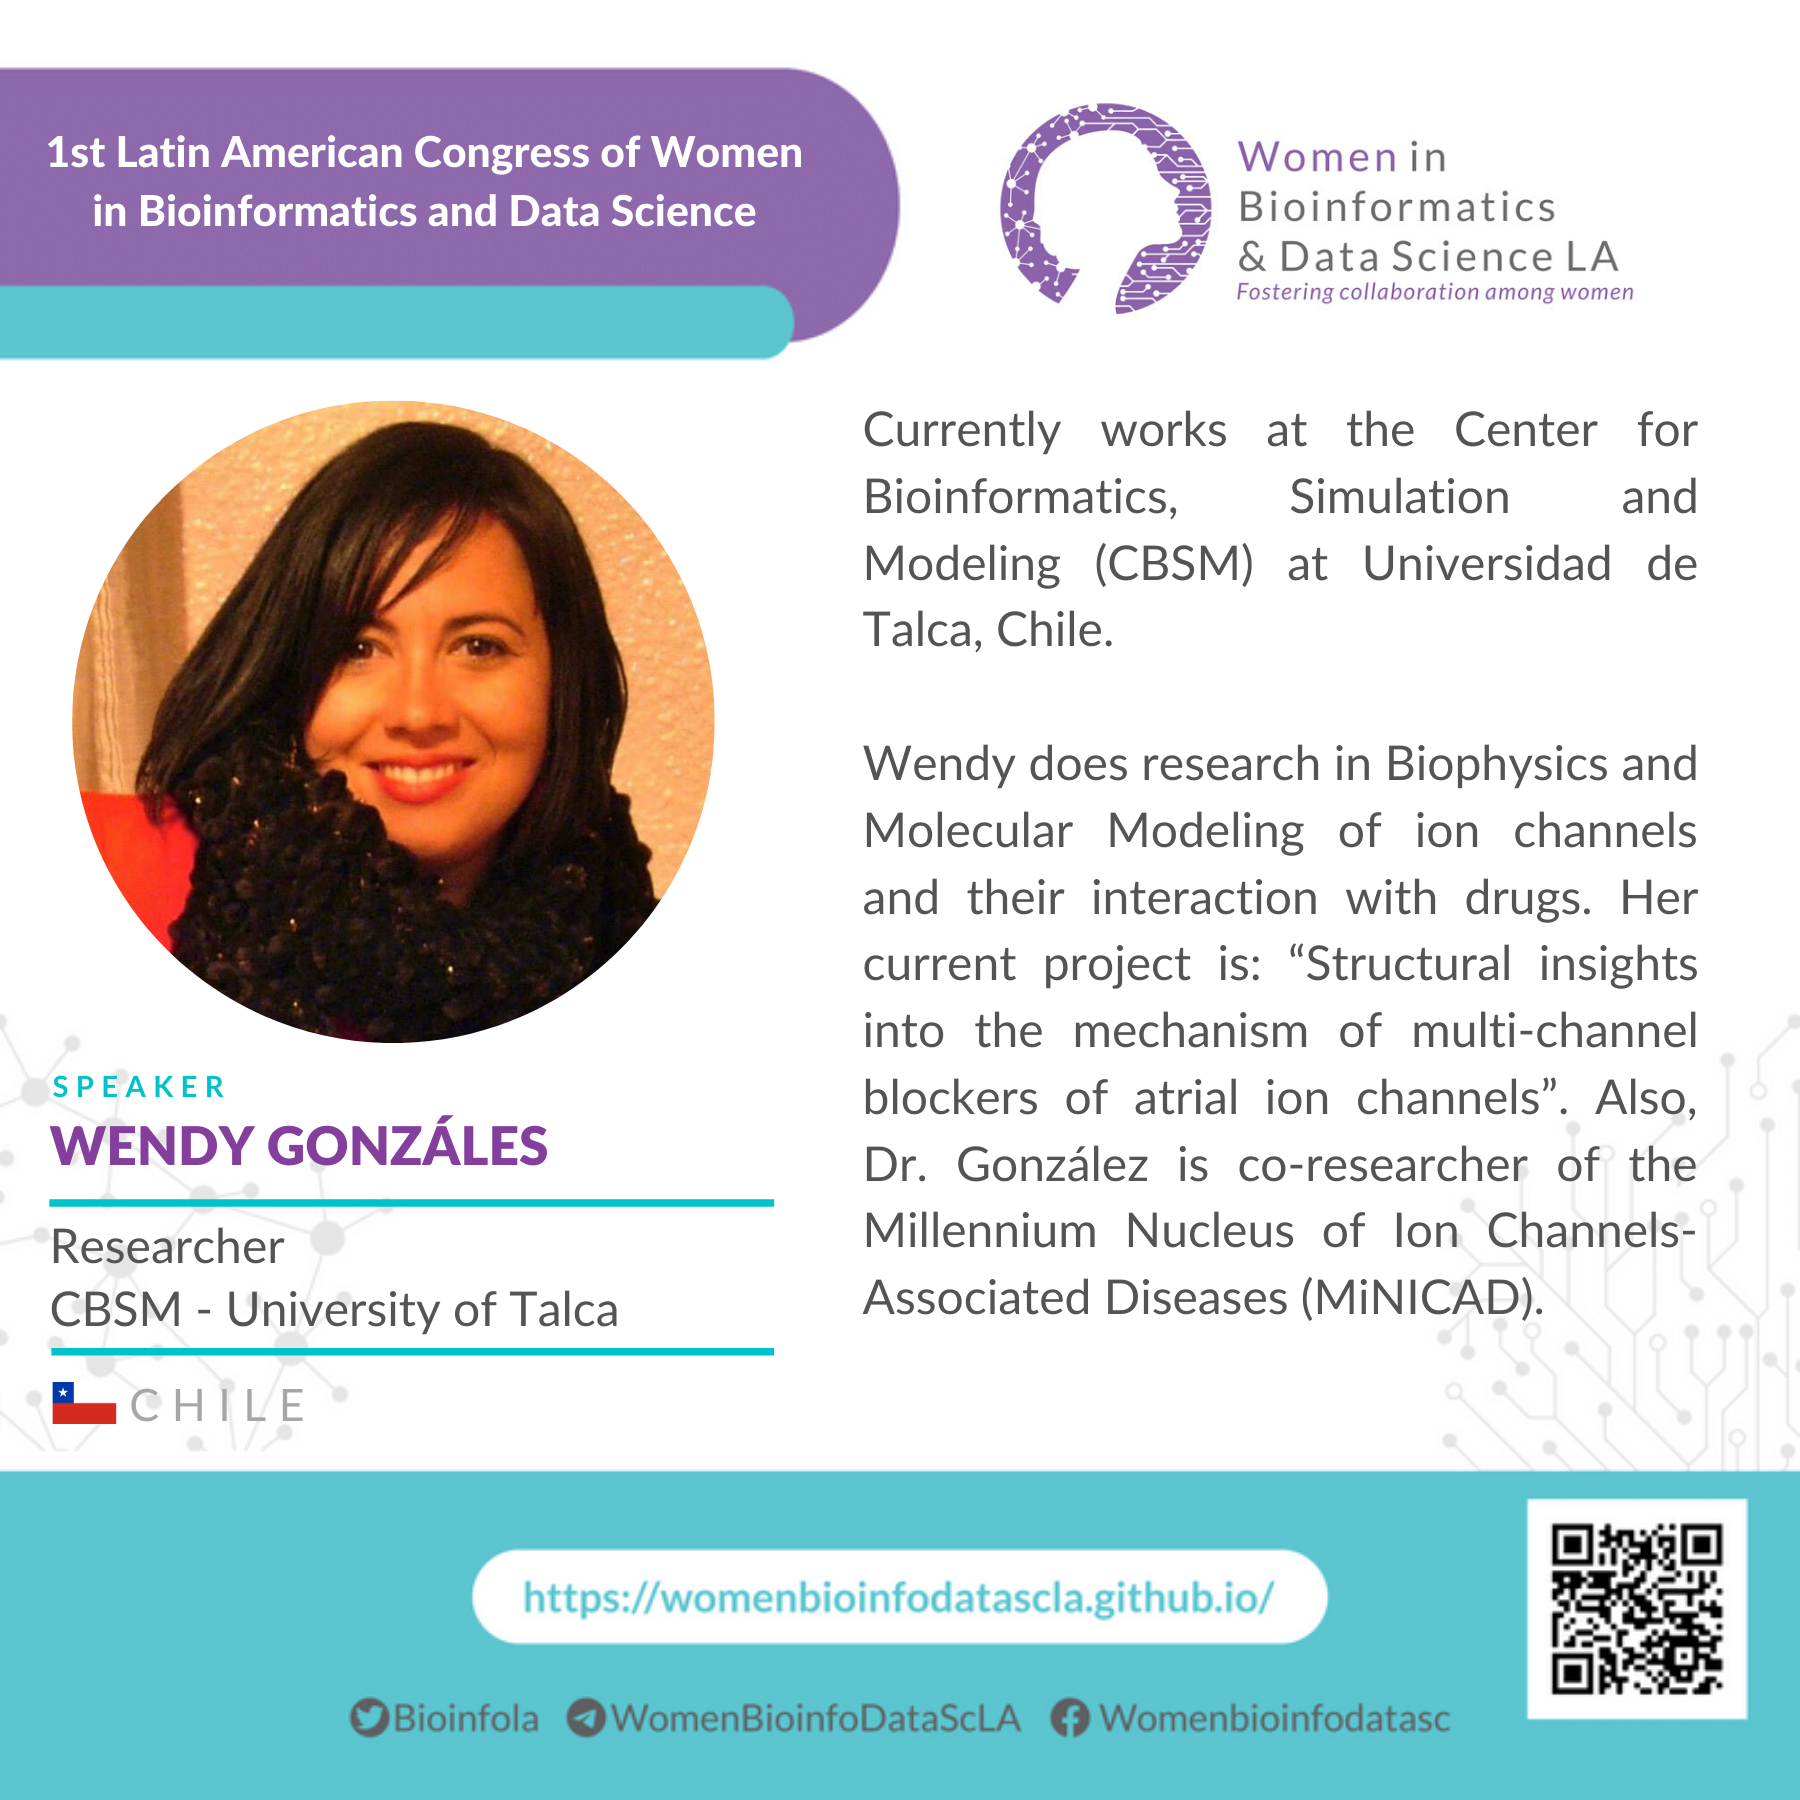 1st Latin American Congress of Women
in Bioinformatics and Data Science
Women in
Bioinformatics
& Data Science LA
Fostering collaboration among women
Currently works at the Center for
Bioinformatics, Simulation and
Modeling (CBSM) at Universidad de
Talca, Chile.
Wendy does research in Biophysics and
Molecular Modeling of ion channels
and their interaction with drugs. Her
current project is: “Structural insights
into the mechanism of multi-channel
blockers of atrial ion channels”. Also,
Dr. González is co-researcher of the
Millennium Nucleus of Ion Channels-
Associated Diseases (MiNICAD).
SPEAKER
WENDY GONZÁLES
Researcher
CBSM - University of Talca
CHILE
https://womenbioinfodatascla.github.io/
Bioinfola WomenBioinfoDataScLA Womenbioinfodatasc